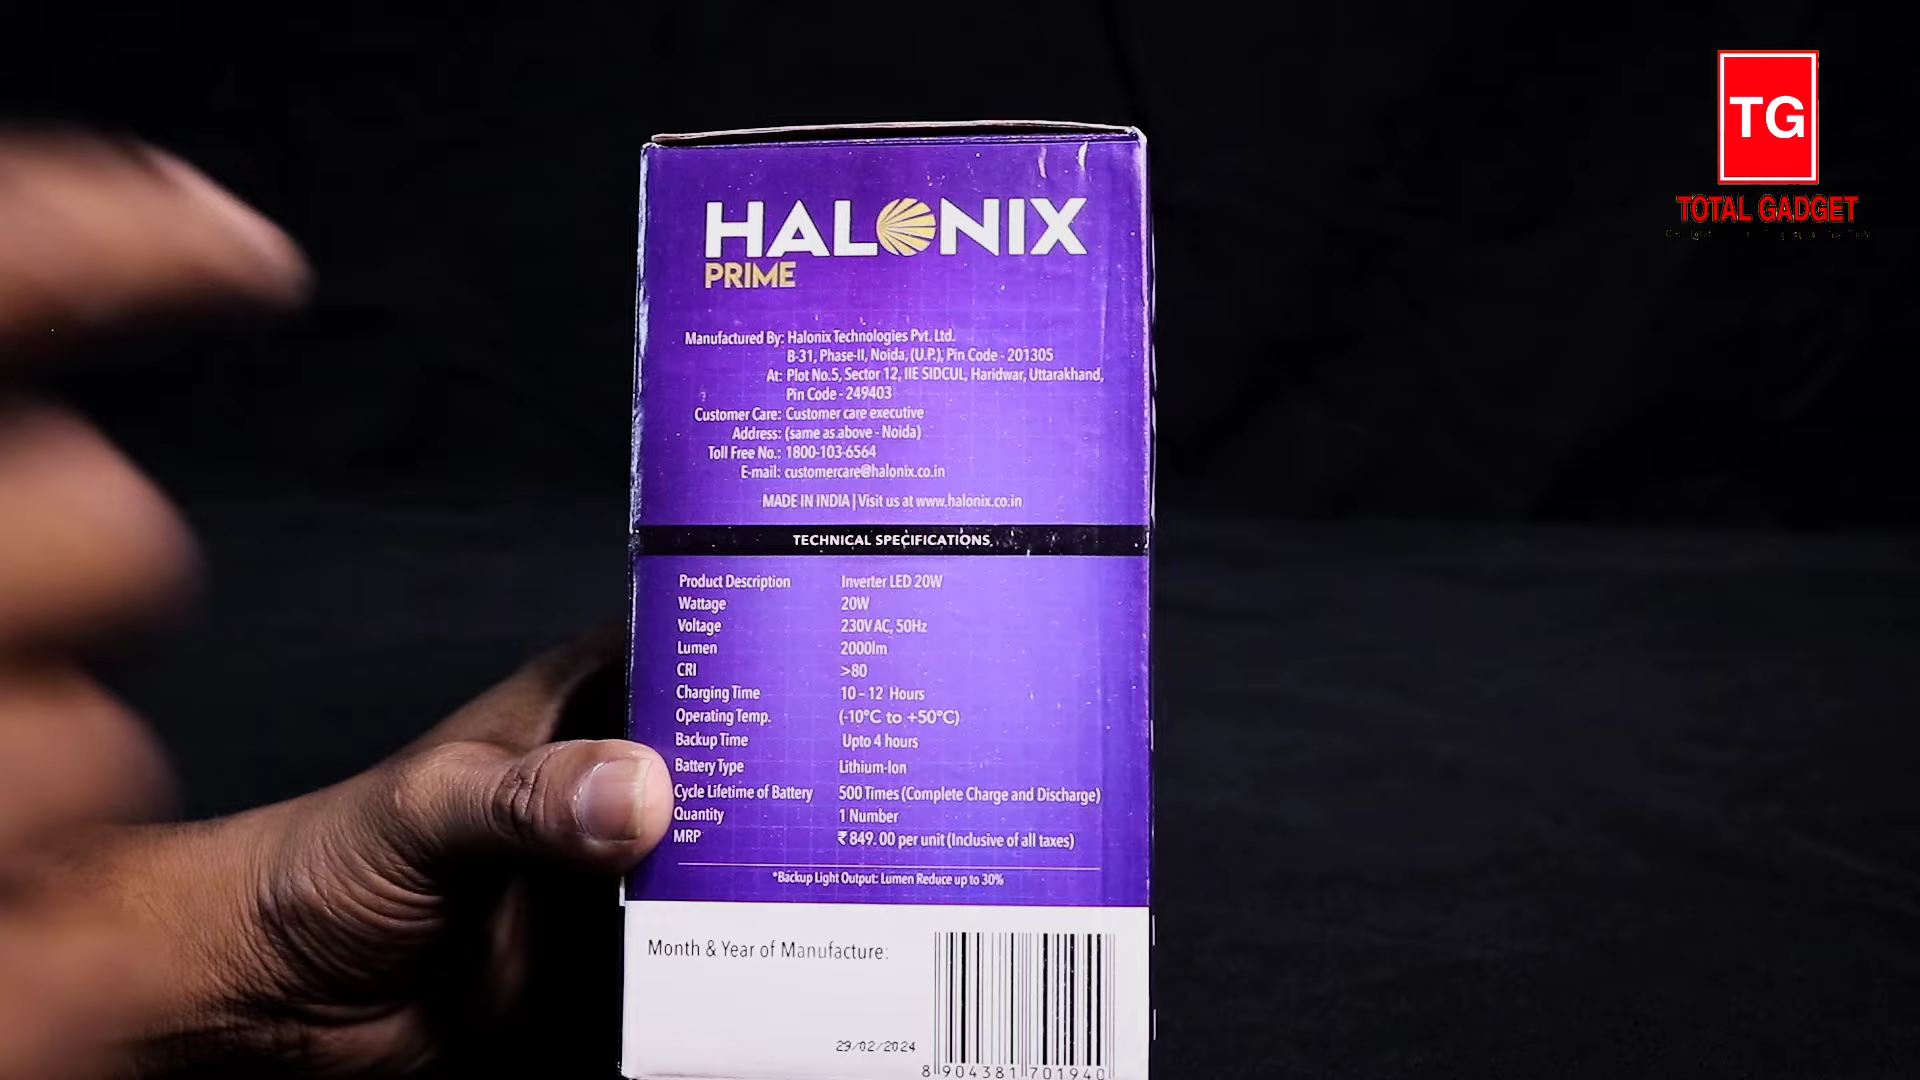 TG
TOTAL GADGET
HALONIX
PRIME
Manufactured By: Halonix Technologies Pvt. Ltd.
B-31, Phase-II, Noida, (U.P.), Pin Code - 201305
At: Plot No.5, Sector 12, IIE SIDCUL, Haridwar, Uttarakhand,
Pin Code - 249403
Customer Care: Customer care executive
Address: (same as above - Noida)
Toll Free No.: 1800-103-6564
E-mail: customercare@halonix.co.in
MADE IN INDIA | Visit us at www.halonix.co.in
TECHNICAL SPECIFICATIONS
Product Description Inverter LED 20W
Wattage 20W
Voltage 230V AC, 50Hz
Lumen 2000lm
CRI >80
Charging Time 10 – 12 Hours
Operating Temp. (-10°C to +50°C)
Backup Time Upto 4 hours
Battery Type Lithium-Ion
Cycle Lifetime of Battery 500 Times (Complete Charge and Discharge)
Quantity 1 Number
MRP ₹ 849.00 per unit (Inclusive of all taxes)
*Backup Light Output: Lumen Reduce up to 30%
Month & Year of Manufacture:
29/02/2024
8 904381 701940